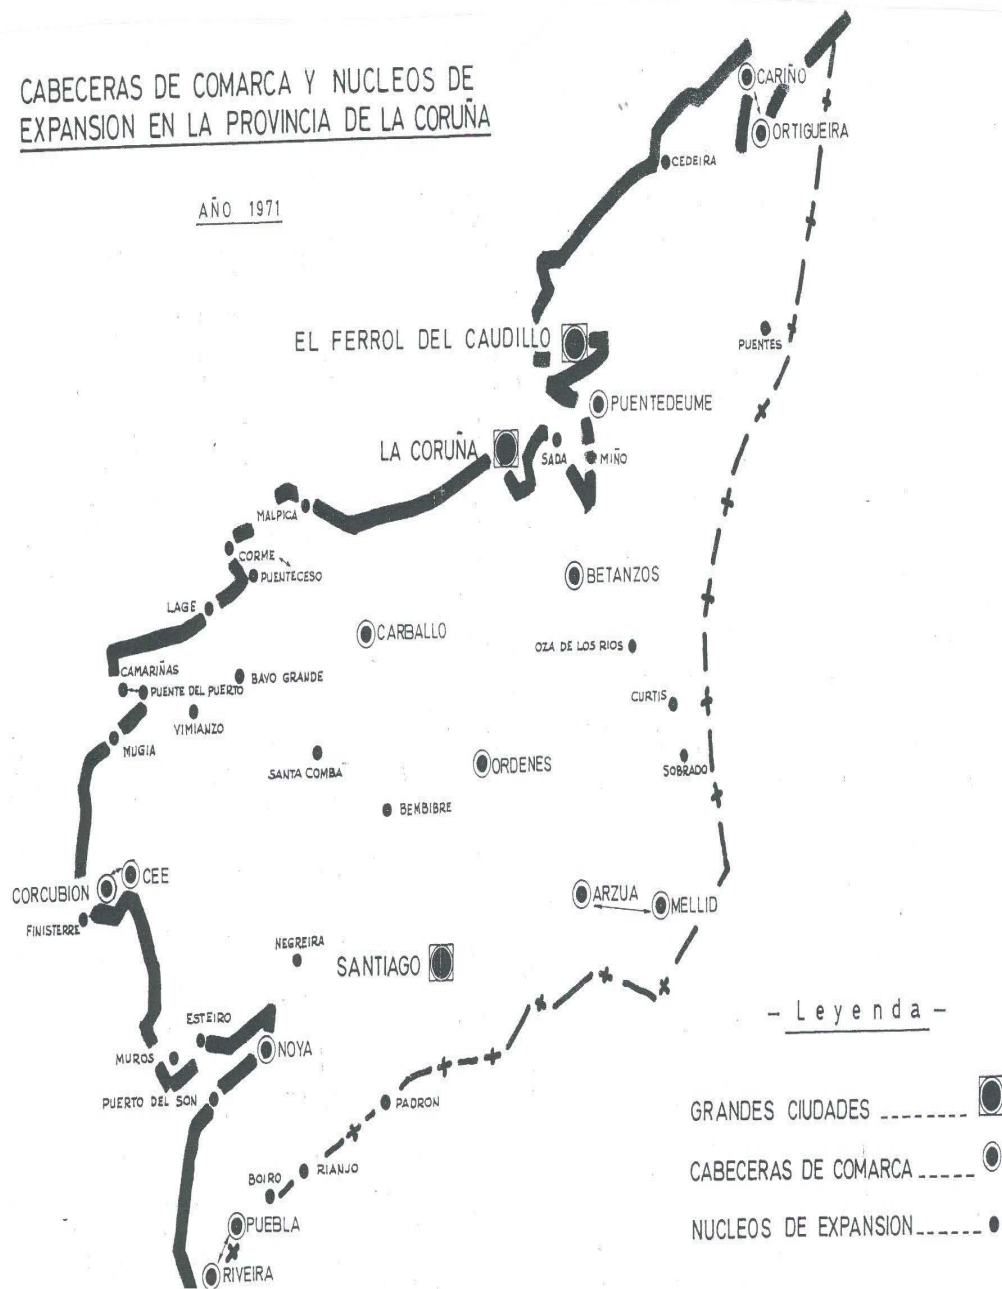 CABECERAS DE COMARCA Y NUCLEOS DE
EXPANSION EN LA PROVINCIA DE LA CORUÑA
AÑO 1971
CARIÑO
ORTIGUEIRA
CEDEIRA
EL FERROL DEL CAUDILLO
PUENTES
PUENTEDEUME
LA CORUÑA
SADA
MIÑO
MALPICA
CORME
PUENTECESO
BETANZOS
LAGE
CARBALLO
OZA DE LOS RIOS
CAMARIÑAS
BAYO GRANDE
PUENTE DEL PUERTO
CURTIS
VIMIANZO
MUGIA
SANTA COMBA
ORDENES
SOBRADO
BEMBIBRE
CEE
CORCUBION
ARZUA
MELLID
FINISTERRE
NEGREIRA
SANTIAGO
ESTEIRO
NOYA
MUROS
PUERTO DEL SON
PADRON
RIANJO
BOIRO
PUEBLA
RIVEIRA
- Leyenda -
GRANDES CIUDADES --------
CABECERAS DE COMARCA -----
NUCLEOS DE EXPANSION ------